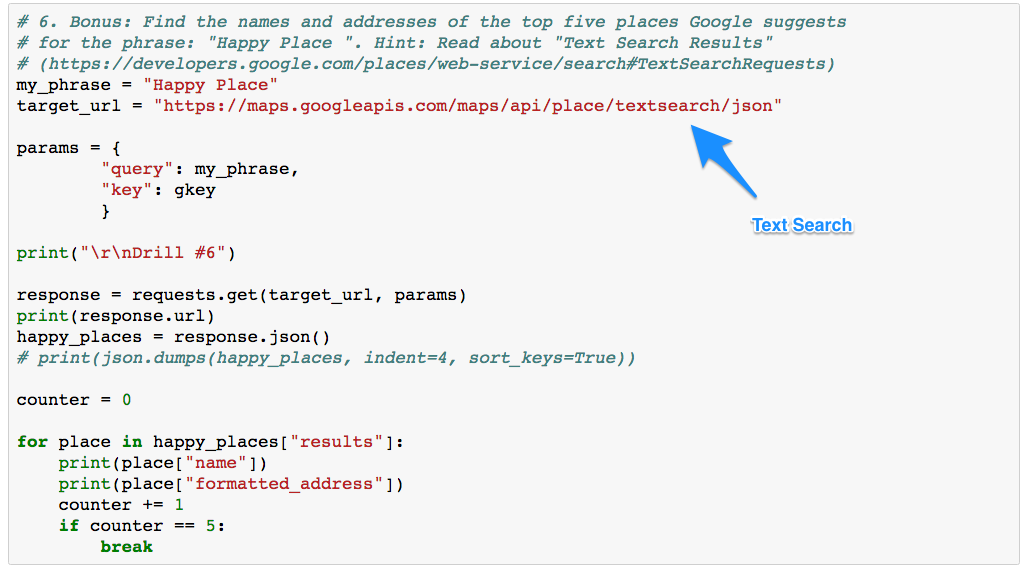 # 6. Bonus: Find the names and addresses of the top five places Google suggests
# for the phrase: "Happy Place ". Hint: Read about "Text Search Results"
# (https://developers.google.com/places/web-service/search#TextSearchRequests)
my_phrase = "Happy Place"
target_url = "https://maps.googleapis.com/maps/api/place/textsearch/json"
params = {
"query": my_phrase,
"key": gkey
}
Text Search
print("\r\nDrill #6")
response = requests.get(target_url, params)
print(response.url)
happy_places = response.json()
# print(json.dumps(happy_places, indent=4, sort_keys=True))
counter = 0
for place in happy_places["results"]:
print(place["name"])
print(place["formatted_address"])
counter += 1
if counter == 5:
break